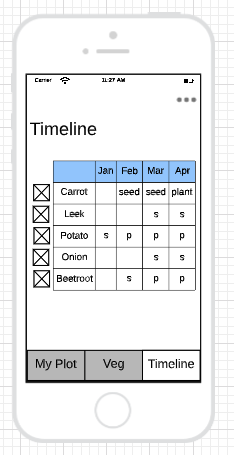 Carrier 11:27 AM
Timeline
Jan Feb Mar Apr
Carrot seed seed plant
Leek s s
Potato s p p p
Onion s s
Beetroot s p p
My Plot Veg Timeline